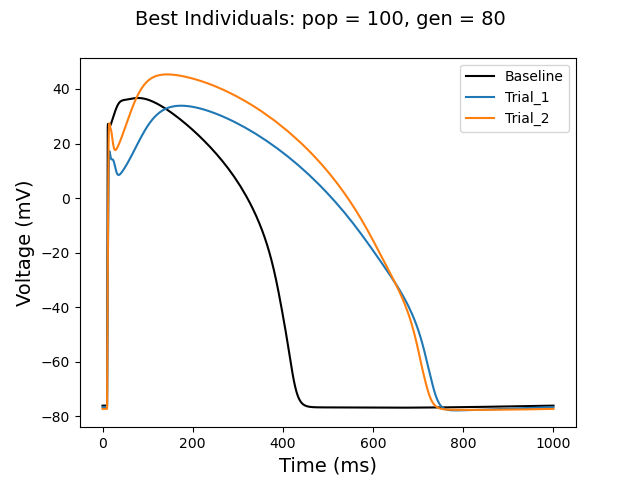 Best Individuals: pop = 100, gen = 80
Baseline
Trial_1
Trial_2
Voltage (mV)
40
20
0
−20
−40
−60
−80
0 200 400 600 800 1000
Time (ms)